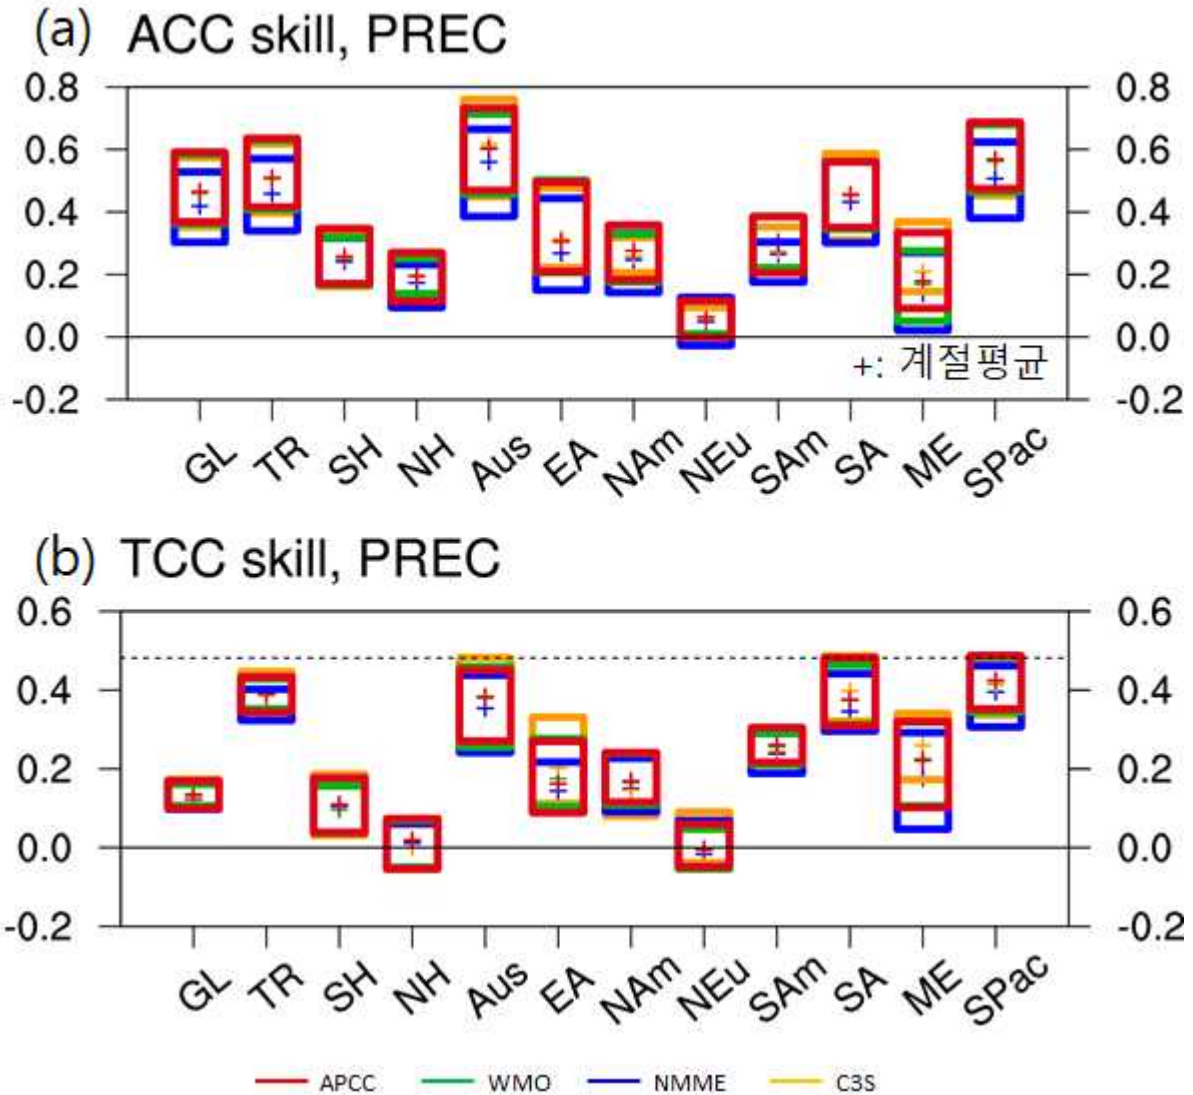 (a) ACC skill, PREC
0.8 0.8
0.6 0.6
0.4 0.4
0.2 0.2
0.0 0.0
+: 계절평균
-0.2 -0.2
GL TR SH NH Aus EA NAm NEu SAm SA ME SPac
(b) TCC skill, PREC
0.6 0.6
0.4 0.4
0.2 0.2
0.0 0.0
-0.2 -0.2
GL TR SH NH Aus EA NAm NEu SAm SA ME SPac
APCC WMO NMME C3S